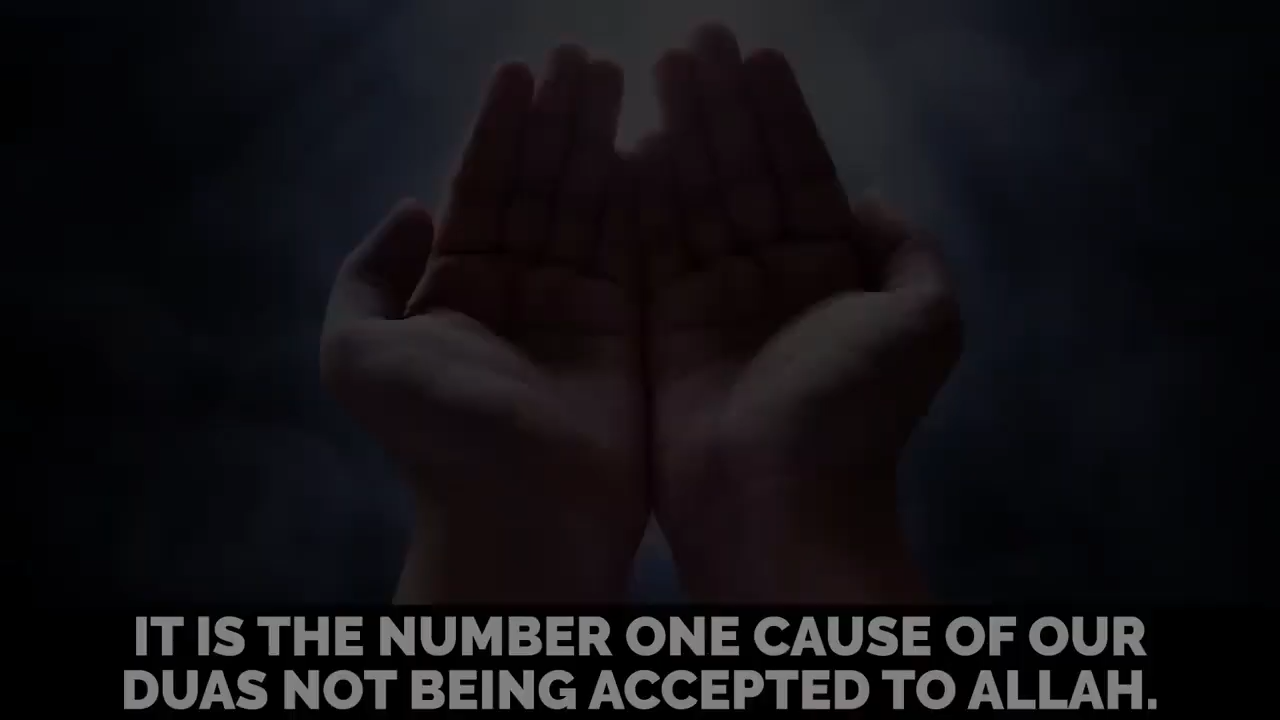 IT IS THE NUMBER ONE CAUSE OF OUR
DUAS NOT BEING ACCEPTED TO ALLAH.